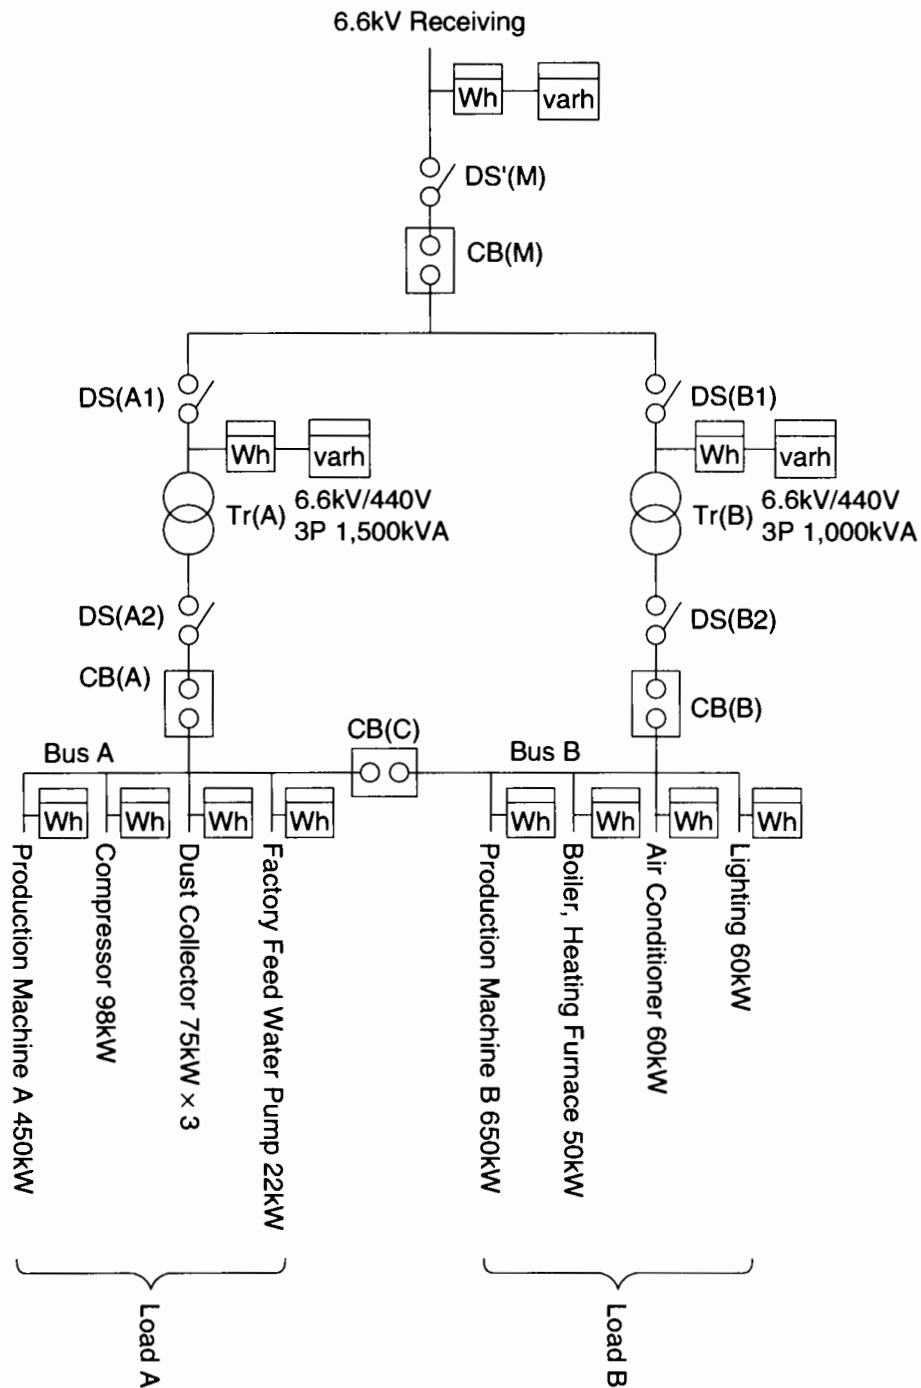 6.6kV Receiving
Wh
varh
DS'(M)
CB(M)
DS(A1)
DS(B1)
Wh
varh
Wh
varh
Tr(A)
6.6kV/440V
3P 1,500kVA
Tr(B)
6.6kV/440V
3P 1,000kVA
DS(A2)
DS(B2)
CB(A)
CB(B)
CB(C)
Bus A
Bus B
Wh
Wh
Wh
Wh
Wh
Wh
Wh
Wh
Production Machine A 450kW
Compressor 98kW
Dust Collector 75kW × 3
Factory Feed Water Pump 22kW
Production Machine B 650kW
Boiler, Heating Furnace 50kW
Air Conditioner 60kW
Lighting 60kW
Load A
Load B